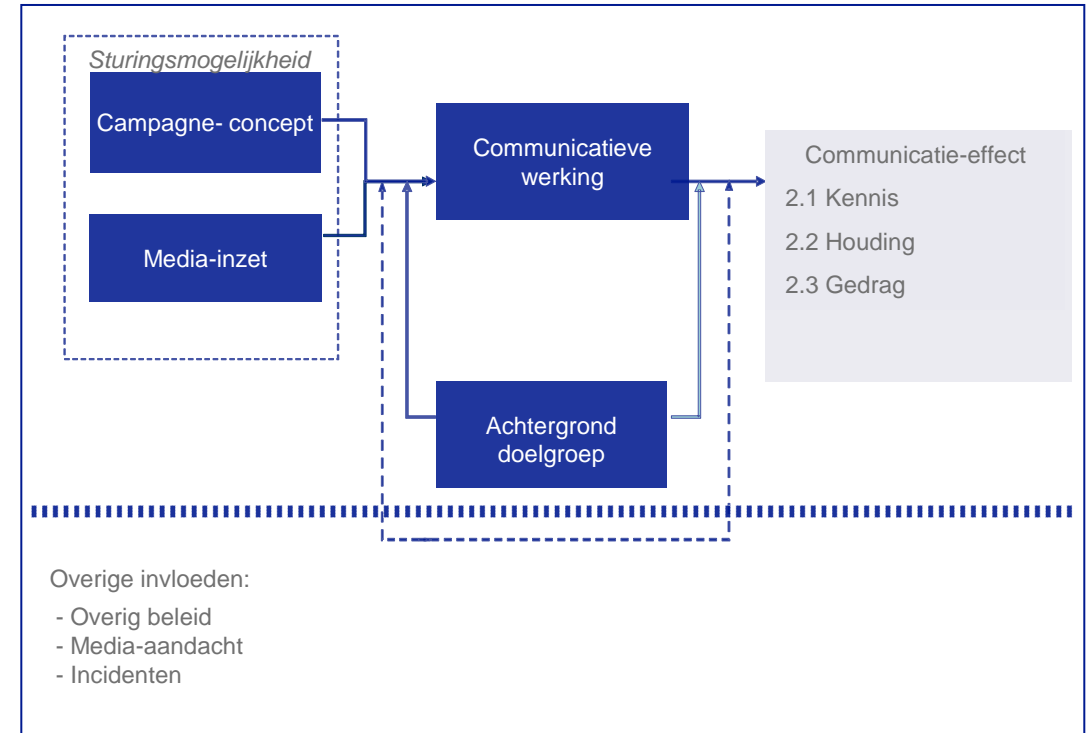 Sturingsmogelijkheid
Campagne- concept
Media-inzet
Communicatieve
werking
Achtergrond
doelgroep
Communicatie-effect
2.1 Kennis
2.2 Houding
2.3 Gedrag
Overige invloeden:
- Overig beleid
- Media-aandacht
- Incidenten